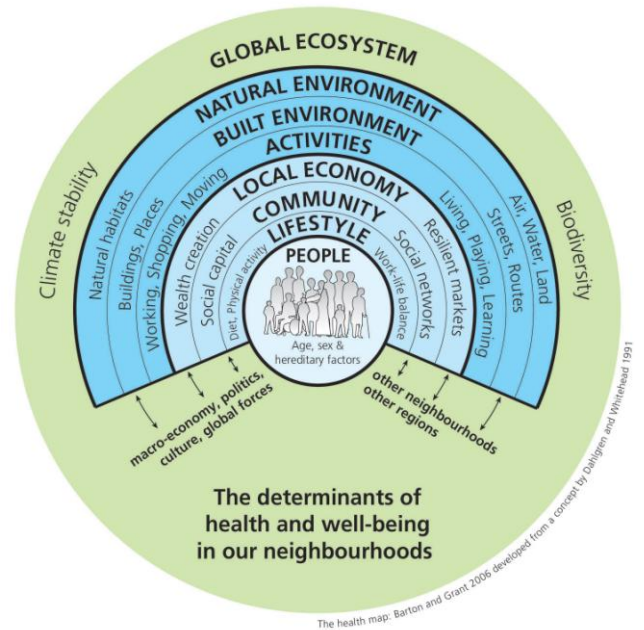 GLOBAL ECOSYSTEM
NATURAL ENVIRONMENT
BUILT ENVIRONMENT
ACTIVITIES
LOCAL ECONOMY
COMMUNITY
LIFESTYLE
PEOPLE
Age, sex &
hereditary factors
Climate stability
Natural habitats
Buildings, Places
Working, Shopping, Moving
Wealth creation
Social capital
Diet, Physical activity
Work-life balance
Social networks
Resilient markets
Living, Playing, Learning
Streets, Routes
Air, Water, Land
Biodiversity
macro-economy, politics,
culture, global forces
other neighbourhoods
other regions
The determinants of
health and well-being
in our neighbourhoods
The health map: Barton and Grant 2006 developed from a concept by Dahlgren and Whitehead 1991